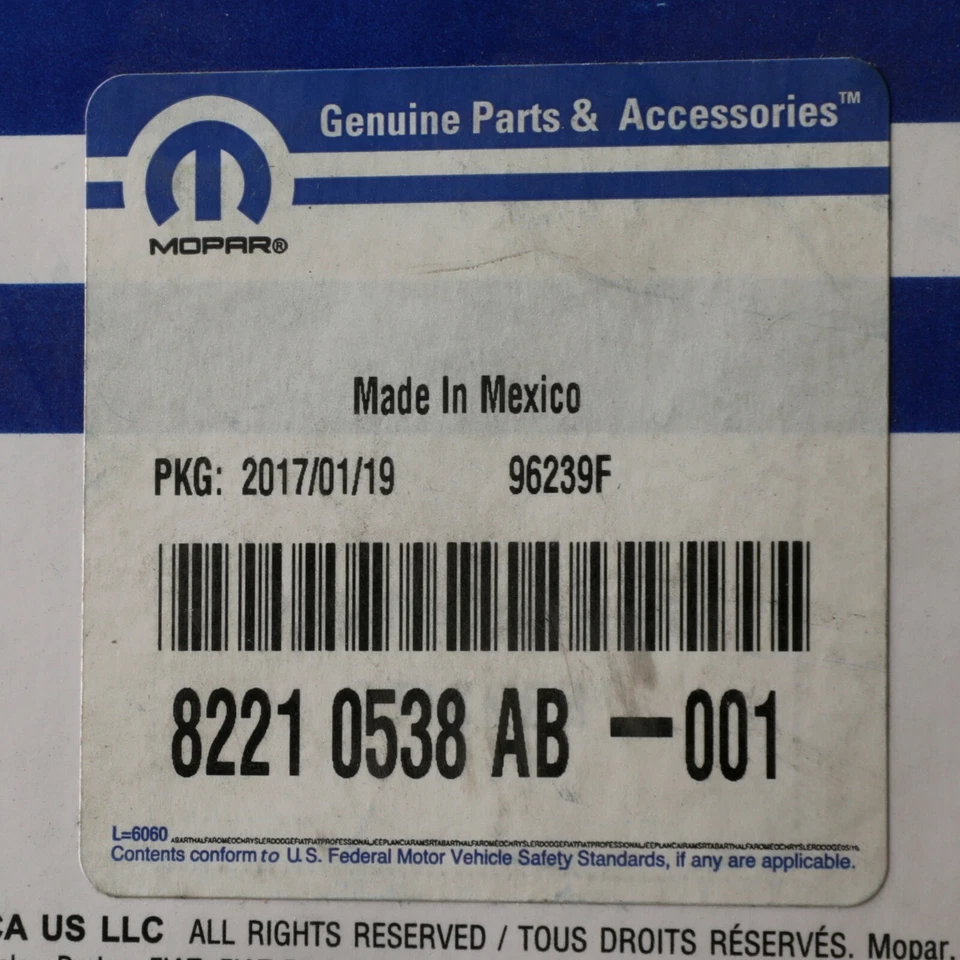 Genuine Parts & Accessories™
MOPAR®
Made In Mexico
PKG: 2017/01/19 96239F
8221 0538 AB -001
L=6060
Contents conform to U.S. Federal Motor Vehicle Safety Standards, if any are applicable.
CA US LLC ALL RIGHTS RESERVED / TOUS DROITS RÉSERVÉS. Mopar,